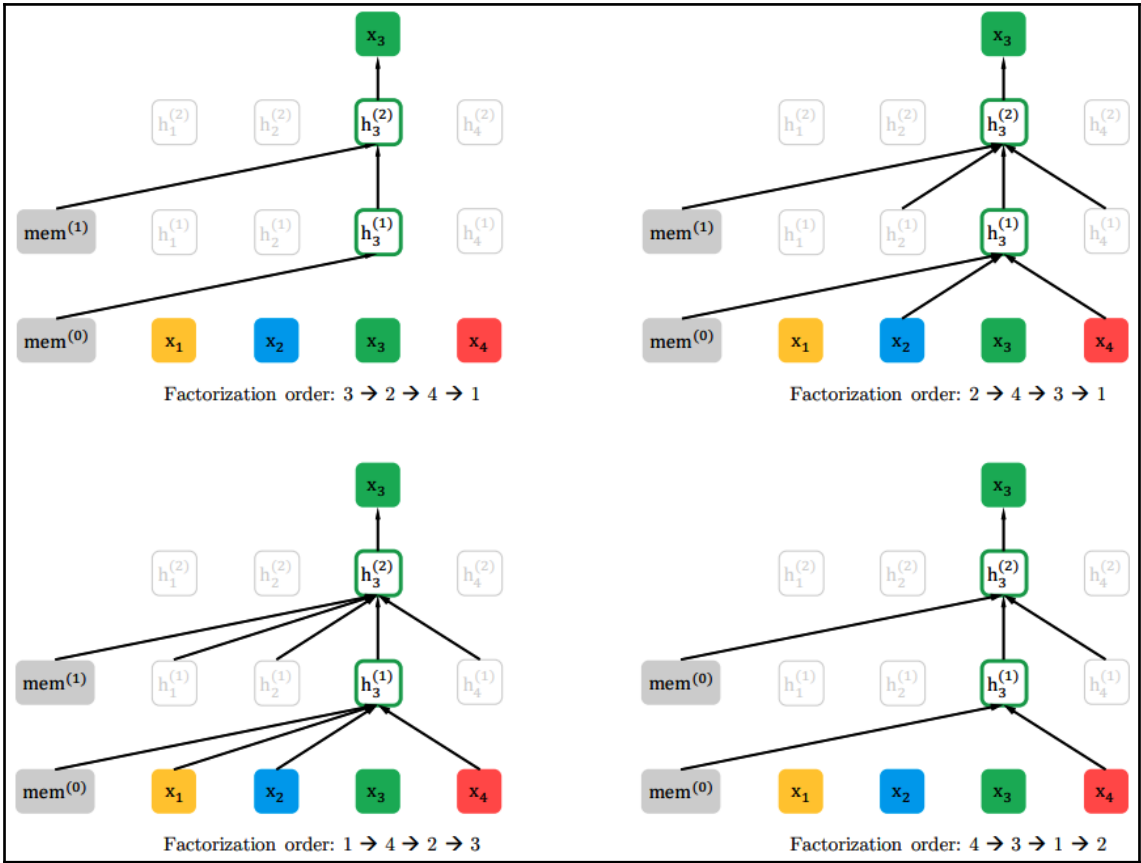 x₃ x₃
h₁⁽²⁾ h₂⁽²⁾ h₃⁽²⁾ h₄⁽²⁾ h₁⁽²⁾ h₂⁽²⁾ h₃⁽²⁾ h₄⁽²⁾
mem⁽¹⁾ h₁⁽¹⁾ h₂⁽¹⁾ h₃⁽¹⁾ h₄⁽¹⁾ mem⁽¹⁾ h₁⁽¹⁾ h₂⁽¹⁾ h₃⁽¹⁾ h₄⁽¹⁾
mem⁽⁰⁾ x₁ x₂ x₃ x₄ mem⁽⁰⁾ x₁ x₂ x₃ x₄
Factorization order: 3 → 2 → 4 → 1 Factorization order: 2 → 4 → 3 → 1
x₃ x₃
h₁⁽²⁾ h₂⁽²⁾ h₃⁽²⁾ h₄⁽²⁾ h₁⁽²⁾ h₂⁽²⁾ h₃⁽²⁾ h₄⁽²⁾
mem⁽¹⁾ h₁⁽¹⁾ h₂⁽¹⁾ h₃⁽¹⁾ h₄⁽¹⁾ mem⁽⁰⁾ h₁⁽¹⁾ h₂⁽¹⁾ h₃⁽¹⁾ h₄⁽¹⁾
mem⁽⁰⁾ x₁ x₂ x₃ x₄ mem⁽⁰⁾ x₁ x₂ x₃ x₄
Factorization order: 1 → 4 → 2 → 3 Factorization order: 4 → 3 → 1 → 2